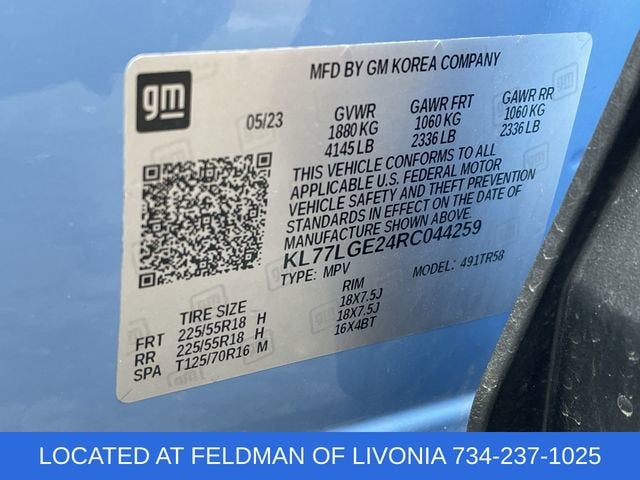 MFD BY GM KOREA COMPANY
gm
05/23
GVWR GAWR FRT GAWR RR
1880 KG 1060 KG 1060 KG
4145 LB 2336 LB 2336 LB
THIS VEHICLE CONFORMS TO ALL
APPLICABLE U.S. FEDERAL MOTOR
VEHICLE SAFETY AND THEFT PREVENTION
STANDARDS IN EFFECT ON THE DATE OF
MANUFACTURE SHOWN ABOVE.
KL77LGE24RC044259
TYPE: MPV MODEL: 491TR58
TIRE SIZE RIM
FRT 225/55R18 H 18X7.5J
RR 225/55R18 H 18X7.5J
SPA T125/70R16 M 16X4BT
LOCATED AT FELDMAN OF LIVONIA 734-237-1025